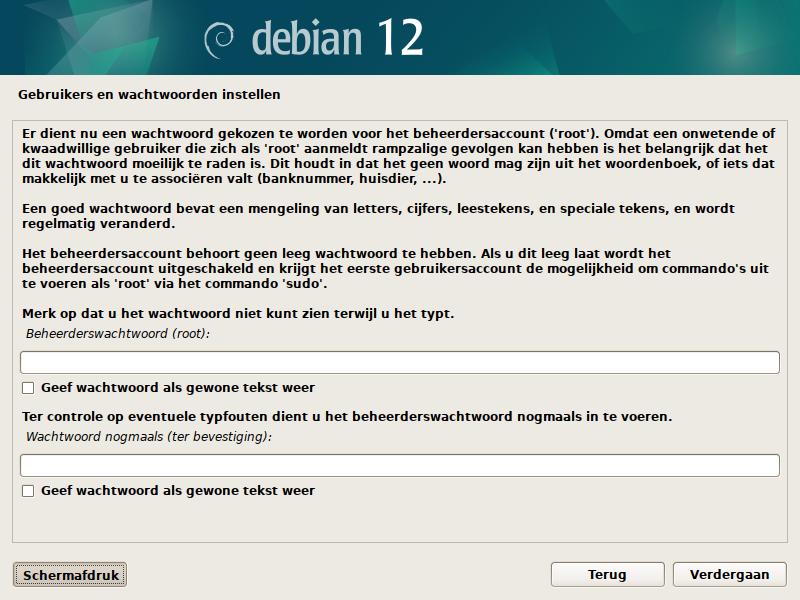 debian 12
Gebruikers en wachtwoorden instellen
Er dient nu een wachtwoord gekozen te worden voor het beheerdersaccount ('root'). Omdat een onwetende of
kwaadwillige gebruiker die zich als 'root' aanmeldt rampzalige gevolgen kan hebben is het belangrijk dat het
dit wachtwoord moeilijk te raden is. Dit houdt in dat het geen woord mag zijn uit het woordenboek, of iets dat
makkelijk met u te associëren valt (banknummer, huisdier, ...).
Een goed wachtwoord bevat een mengeling van letters, cijfers, leestekens, en speciale tekens, en wordt
regelmatig veranderd.
Het beheerdersaccount behoort geen leeg wachtwoord te hebben. Als u dit leeg laat wordt het
beheerdersaccount uitgeschakeld en krijgt het eerste gebruikersaccount de mogelijkheid om commando's uit
te voeren als 'root' via het commando 'sudo'.
Merk op dat u het wachtwoord niet kunt zien terwijl u het typt.
Beheerderswachtwoord (root):
Geef wachtwoord als gewone tekst weer
Ter controle op eventuele typfouten dient u het beheerderswachtwoord nogmaals in te voeren.
Wachtwoord nogmaals (ter bevestiging):
Geef wachtwoord als gewone tekst weer
Schermafdruk
Terug
Verdergaan